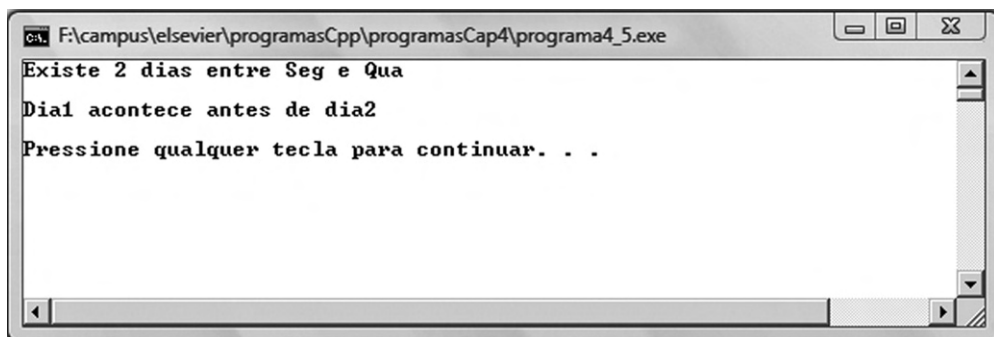 F:\campus\elsevier\programasCpp\programasCap4\programa4_5.exe
Existe 2 dias entre Seg e Qua
Dia1 acontece antes de dia2
Pressione qualquer tecla para continuar. . .